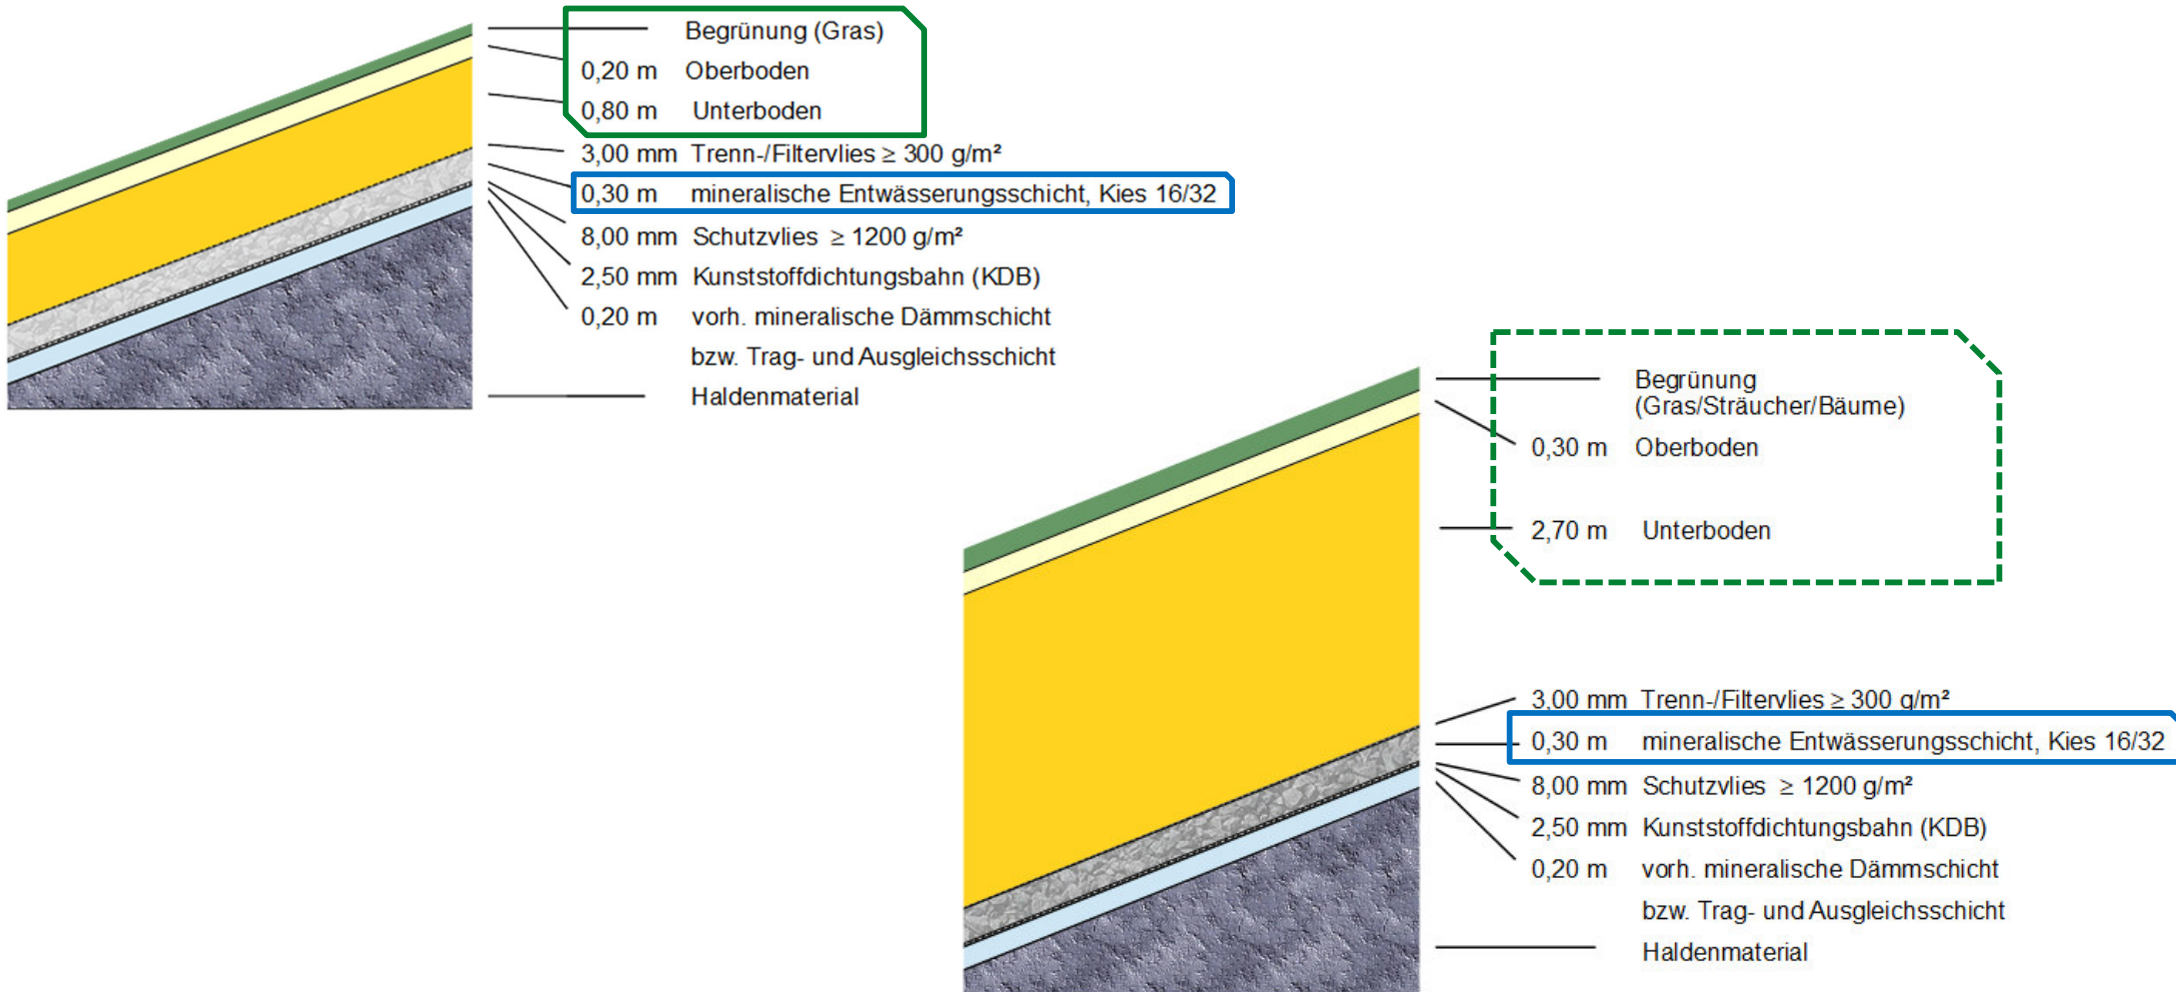 Begrünung (Gras)
0,20 m Oberboden
0,80 m Unterboden
3,00 mm Trenn-/Filtervlies ≥ 300 g/m²
0,30 m mineralische Entwässerungsschicht, Kies 16/32
8,00 mm Schutzvlies ≥ 1200 g/m²
2,50 mm Kunststoffdichtungsbahn (KDB)
0,20 m vorh. mineralische Dämmschicht
bzw. Trag- und Ausgleichsschicht
Haldenmaterial
Begrünung
(Gras/Sträucher/Bäume)
0,30 m Oberboden
2,70 m Unterboden
3,00 mm Trenn-/Filtervlies ≥ 300 g/m²
0,30 m mineralische Entwässerungsschicht, Kies 16/32
8,00 mm Schutzvlies ≥ 1200 g/m²
2,50 mm Kunststoffdichtungsbahn (KDB)
0,20 m vorh. mineralische Dämmschicht
bzw. Trag- und Ausgleichsschicht
Haldenmaterial